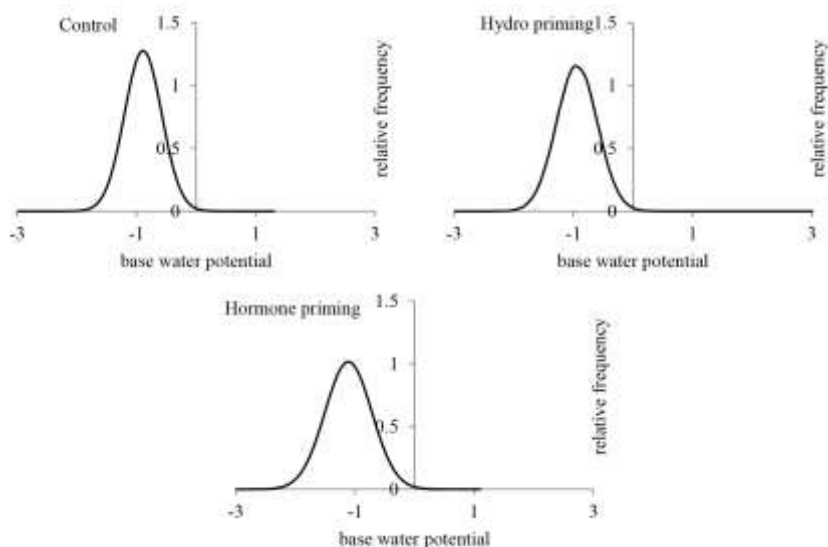 Control
1.5
1
0.5
0
-3
-1
1
3
base water potential
relative frequency
Hydro priming
1.5
1
0.5
0
-3
-1
1
3
base water potential
relative frequency
Hormone priming
1.5
1
0.5
0
-3
-1
1
3
base water potential
relative frequency